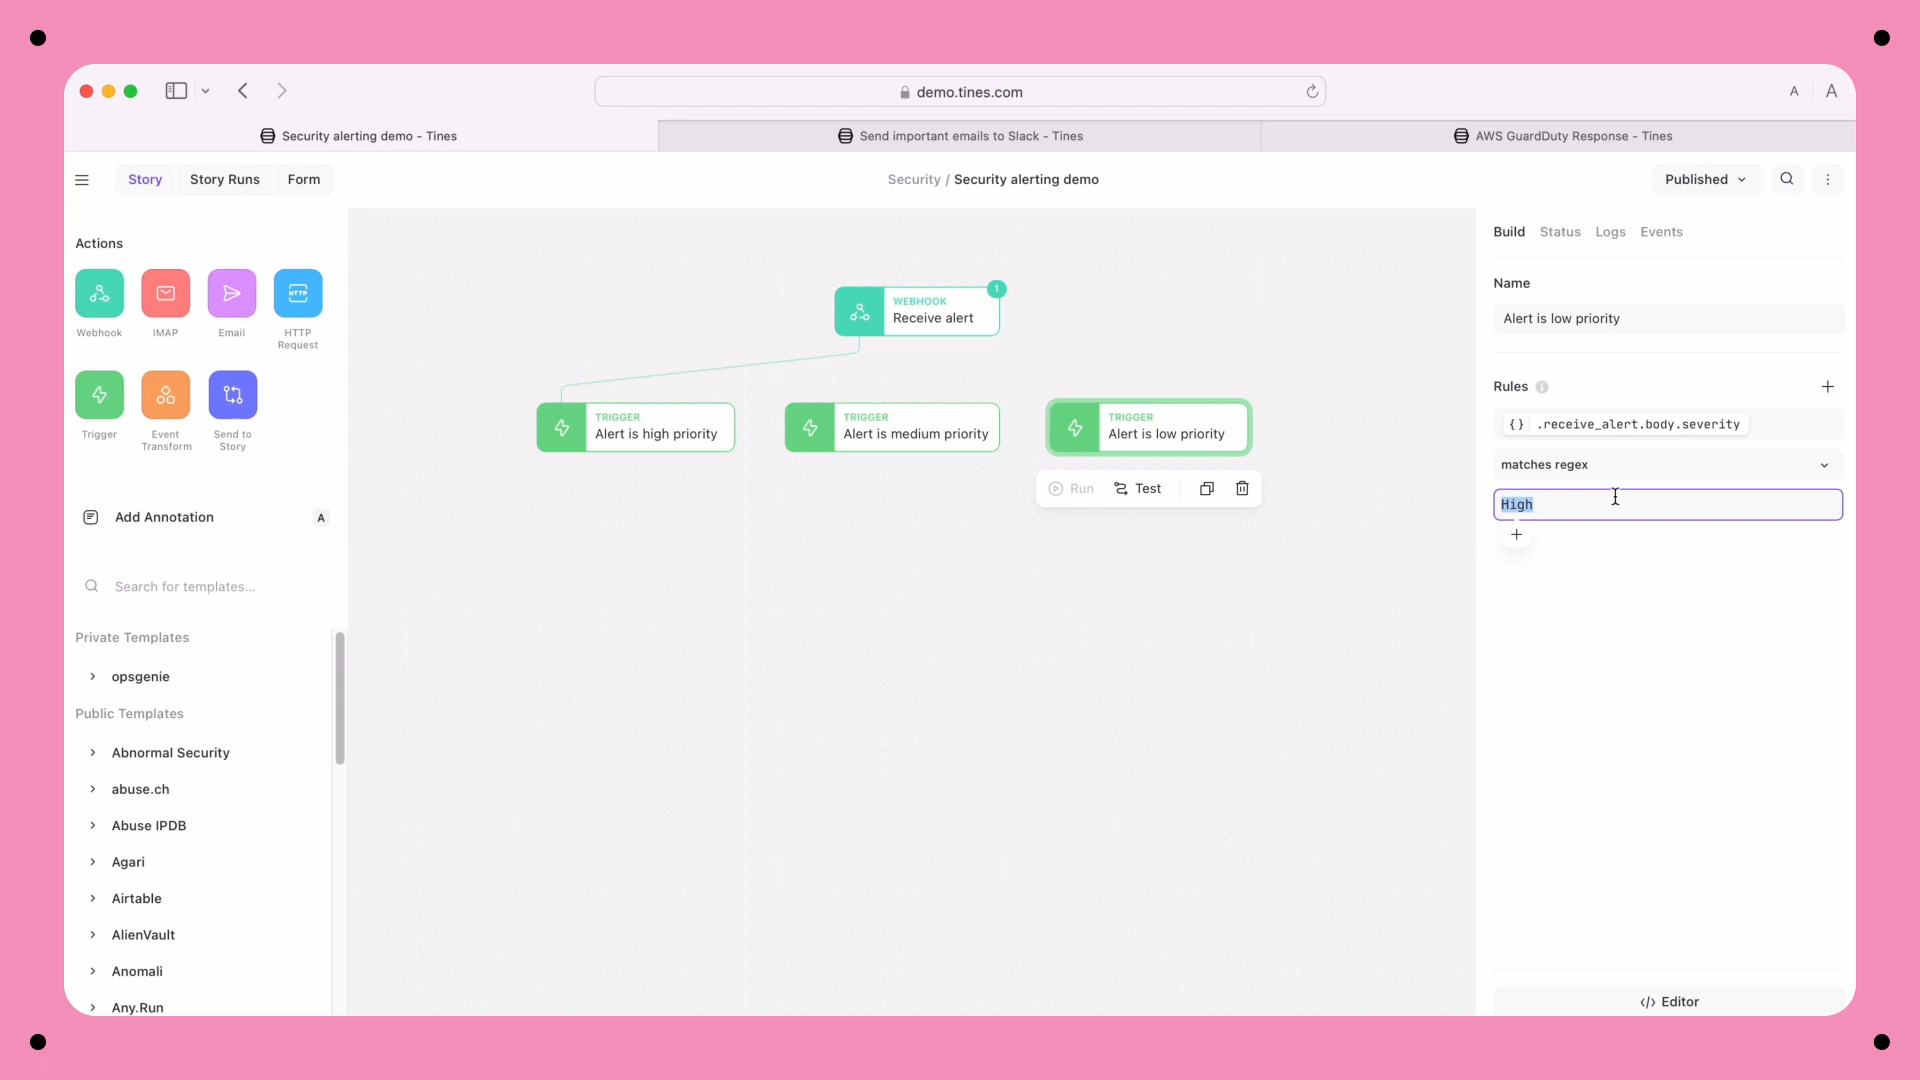 demo.tines.com
A
A
Security alerting demo - Tines
Send important emails to Slack - Tines
AWS GuardDuty Response - Tines
Story
Story Runs
Form
Security / Security alerting demo
Published
Actions
Webhook
IMAP
Email
HTTP
HTTP
Request
Trigger
Event
Transform
Send to
Story
Add Annotation
A
Search for templates...
Private Templates
opsgenie
Public Templates
Abnormal Security
abuse.ch
Abuse IPDB
Agari
Airtable
AlienVault
Anomali
Any.Run
WEBHOOK
Receive alert
1
TRIGGER
Alert is high priority
TRIGGER
Alert is medium priority
TRIGGER
Alert is low priority
Run
Test
Build
Status
Logs
Events
Name
Alert is low priority
Rules
{} .receive_alert.body.severity
matches regex
High
</> Editor